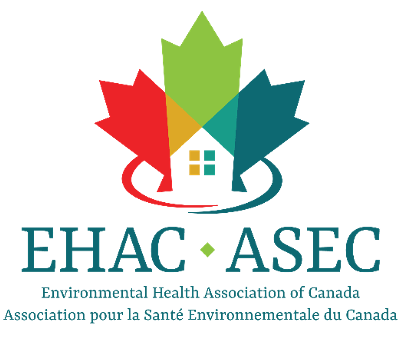 EHAC ◆ ASEC
Environmental Health Association of Canada
Association pour la Santé Environnementale du Canada